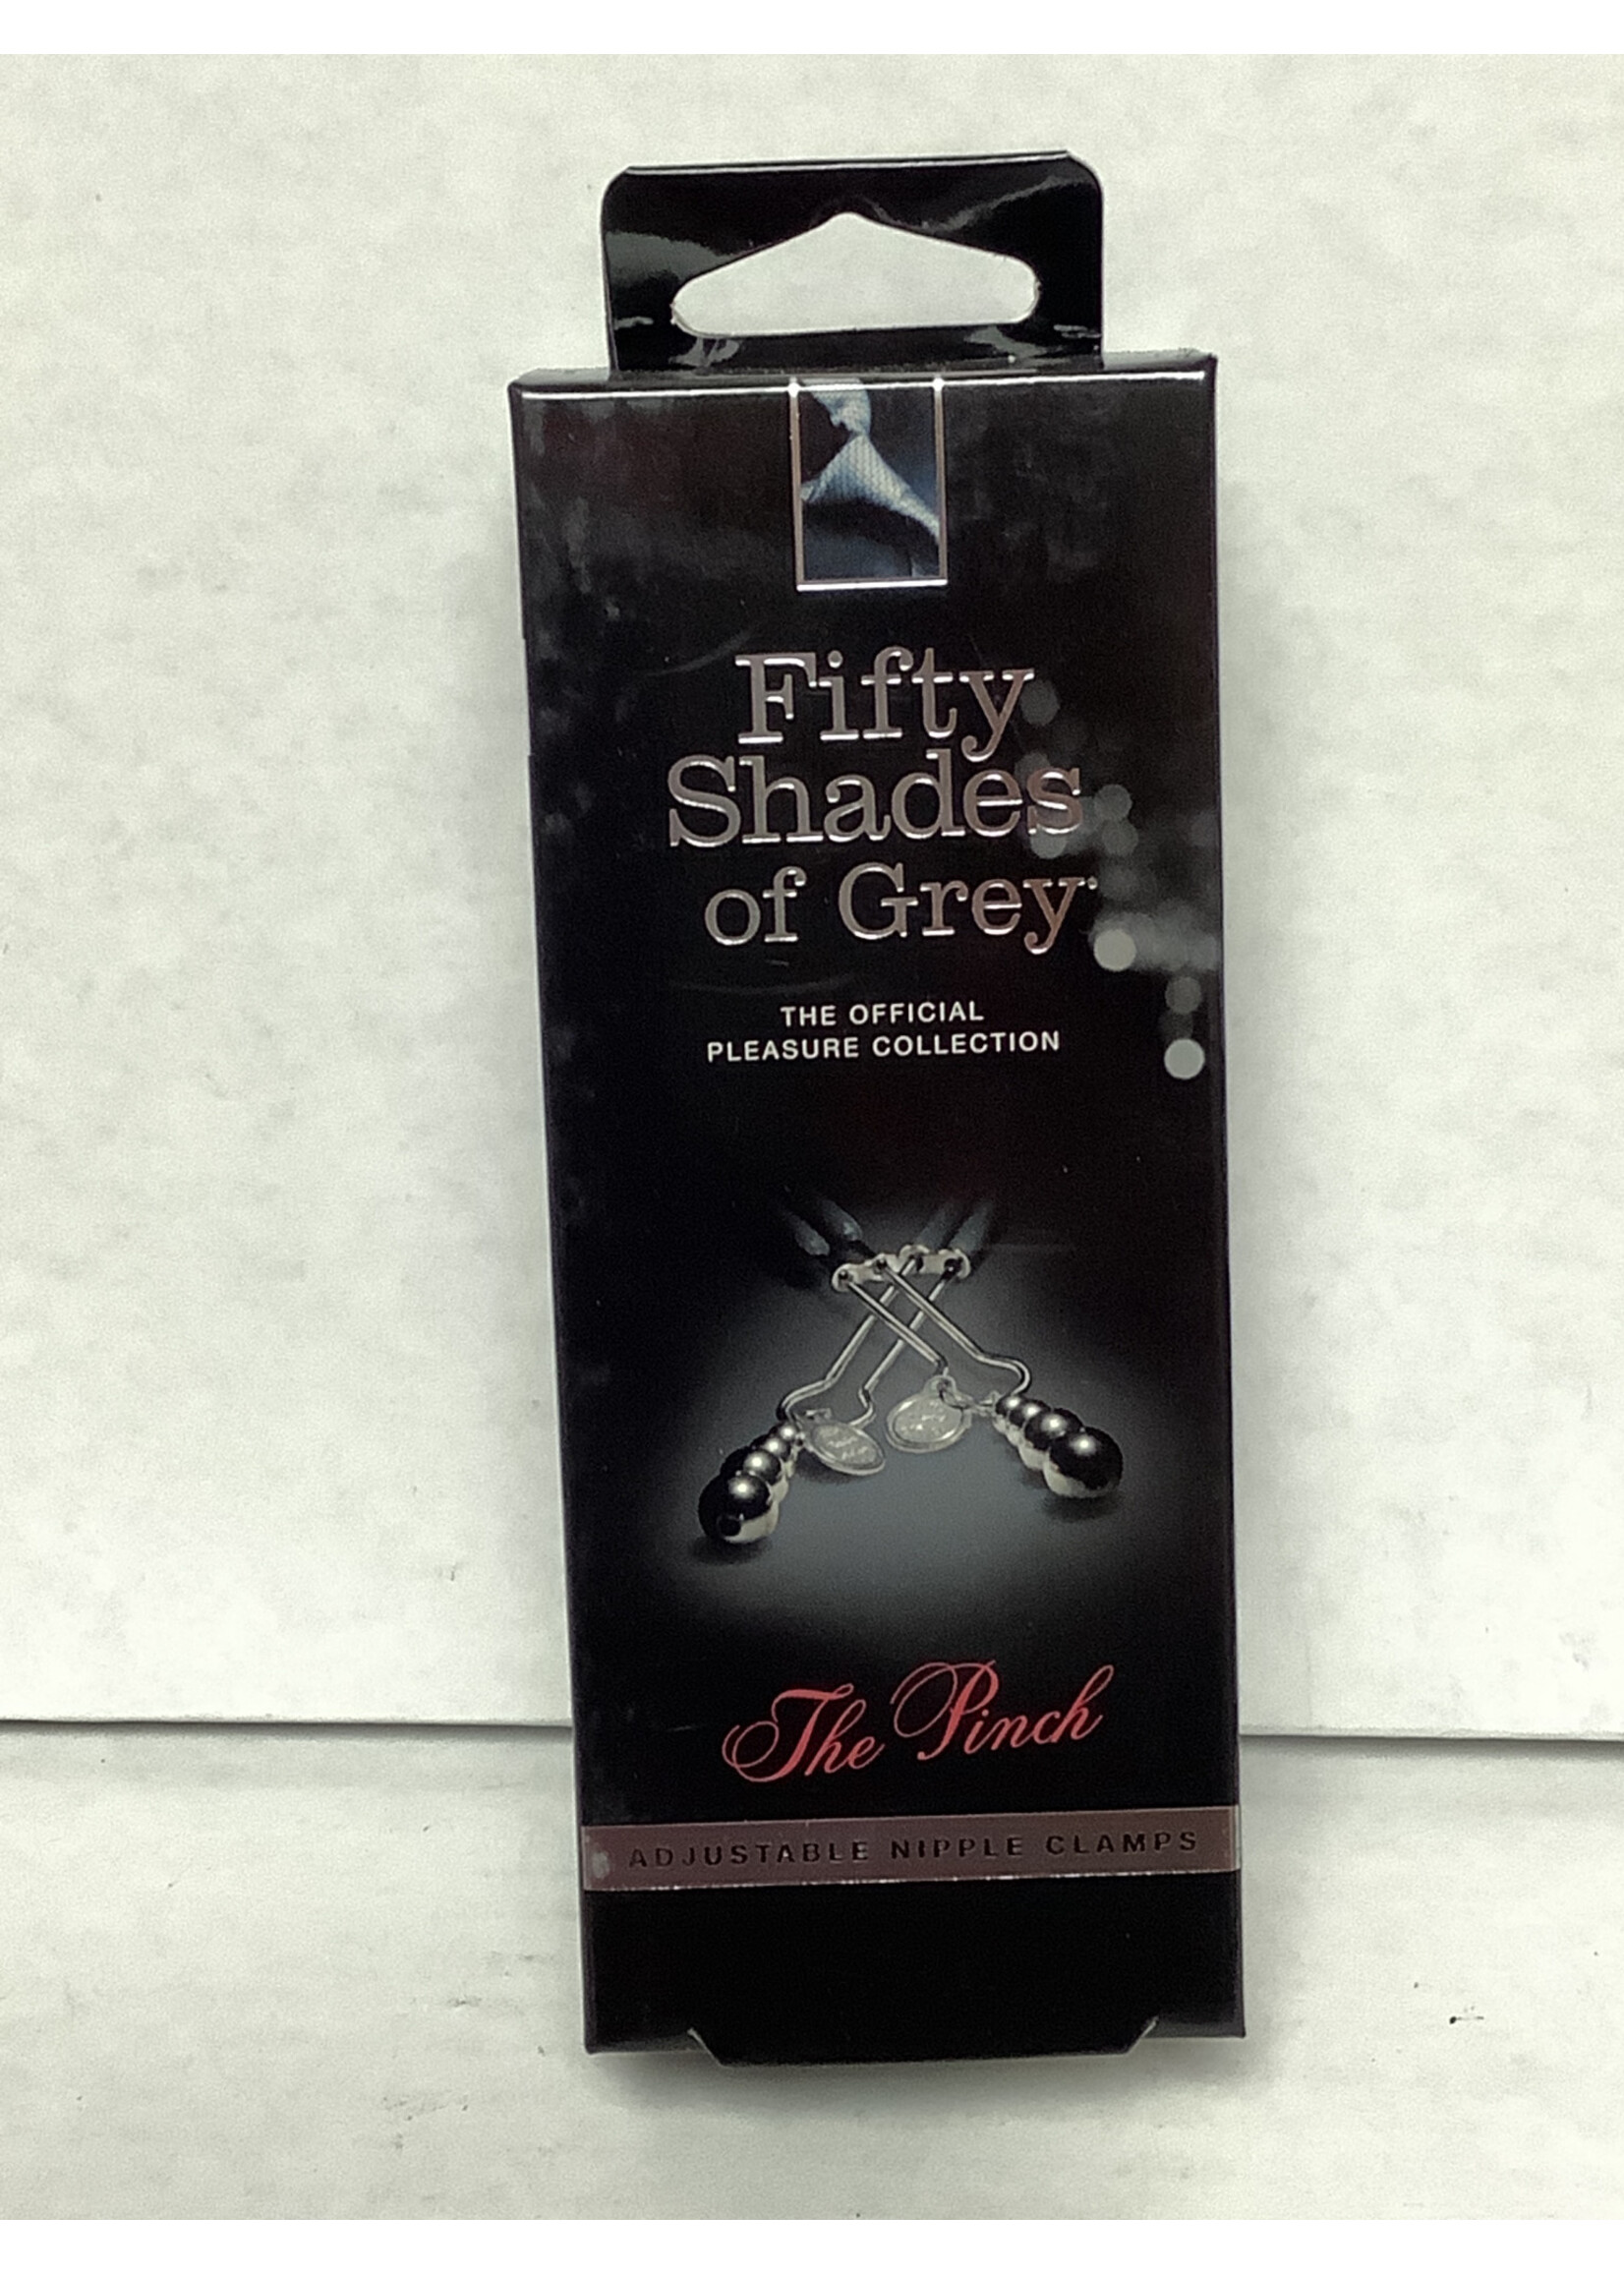 Fifty
Shades
of Grey
THE OFFICIAL
PLEASURE COLLECTION
The Pinch
ADJUSTABLE NIPPLE CLAMPS